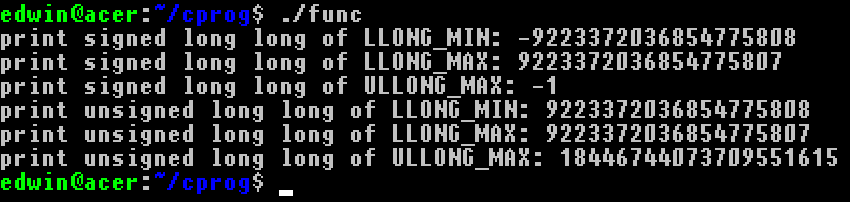 edwin@acer:~/cprog$ ./func
print signed long long of LLONG_MIN: -9223372036854775808
print signed long long of LLONG_MAX: 9223372036854775807
print signed long long of ULLONG_MAX: -1
print unsigned long long of LLONG_MIN: 9223372036854775808
print unsigned long long of LLONG_MAX: 9223372036854775807
print unsigned long long of ULLONG_MAX: 18446744073709551615
edwin@acer:~/cprog$